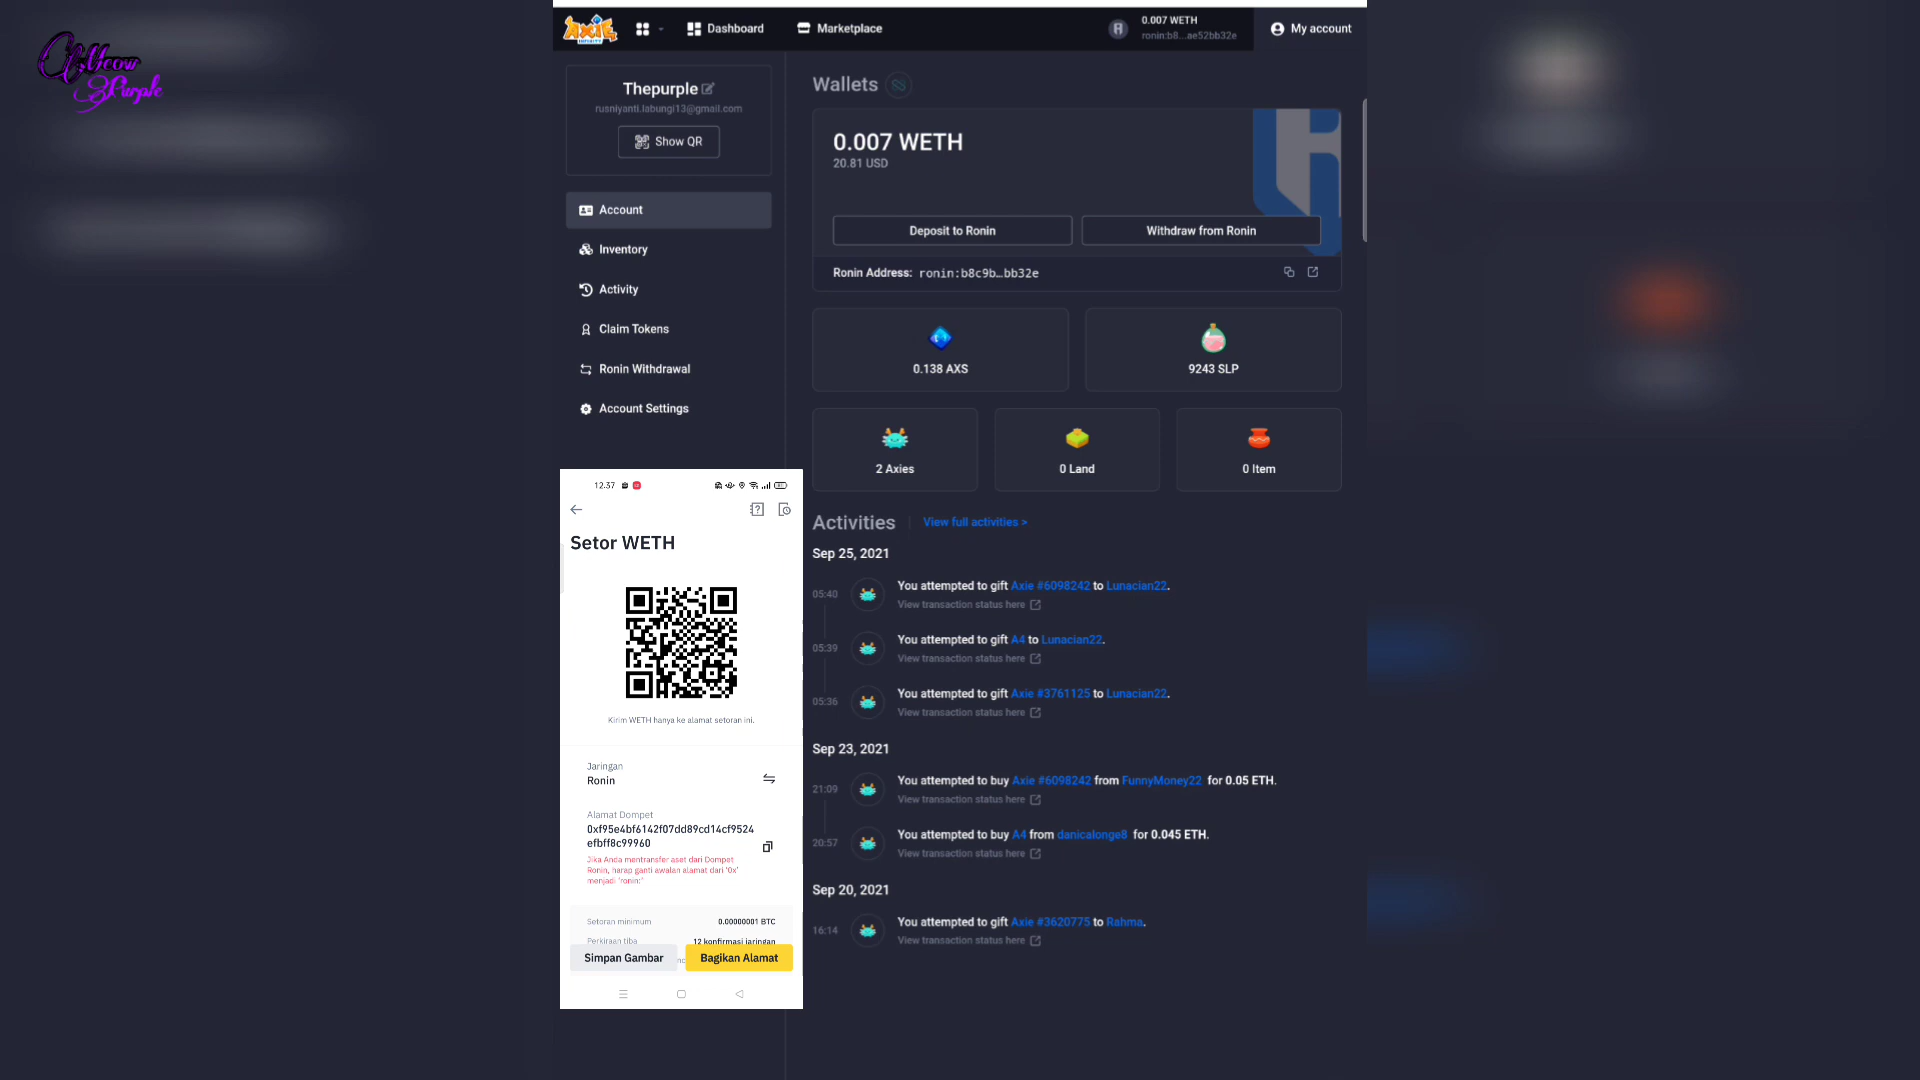 Meow
Purple
AXiE
INFINITY
Dashboard
Marketplace
0.007 WETH
ronin:b8...ae52bb32e
My account
Thepurple
rusniyanti.labungi13@gmail.com
Show QR
Account
Inventory
Activity
Claim Tokens
Ronin Withdrawal
Account Settings
Wallets
0.007 WETH
20.81 USD
Deposit to Ronin
Withdraw from Ronin
Ronin Address: ronin:b8c9b...bb32e
0.138 AXS
9243 SLP
2 Axies
0 Land
0 Item
Activities
View full activities >
Sep 25, 2021
05:40
You attempted to gift Axie #6098242 to Lunacian22.
View transaction status here
05:39
You attempted to gift A4 to Lunacian22.
View transaction status here
05:36
You attempted to gift Axie #3761125 to Lunacian22.
View transaction status here
Sep 23, 2021
21:09
You attempted to buy Axie #6098242 from FunnyMoney22 for 0.05 ETH.
View transaction status here
20:57
You attempted to buy A4 from danicalonge8 for 0.045 ETH.
View transaction status here
Sep 20, 2021
16:14
You attempted to gift Axie #3620775 to Rahma.
View transaction status here
12.37
Setor WETH
Kirim WETH hanya ke alamat setoran ini.
Jaringan
Ronin
Alamat Dompet
0xf95e4bf6142f07dd89cd14cf9524
efbff8c99960
Jika Anda mentransfer aset dari Dompet
Ronin, harap ganti awalan alamat dari '0x'
menjadi 'ronin:'
Setoran minimum
0.00000001 BTC
Perkiraan tiba
12 konfirmasi jaringan
Simpan Gambar
Bagikan Alamat